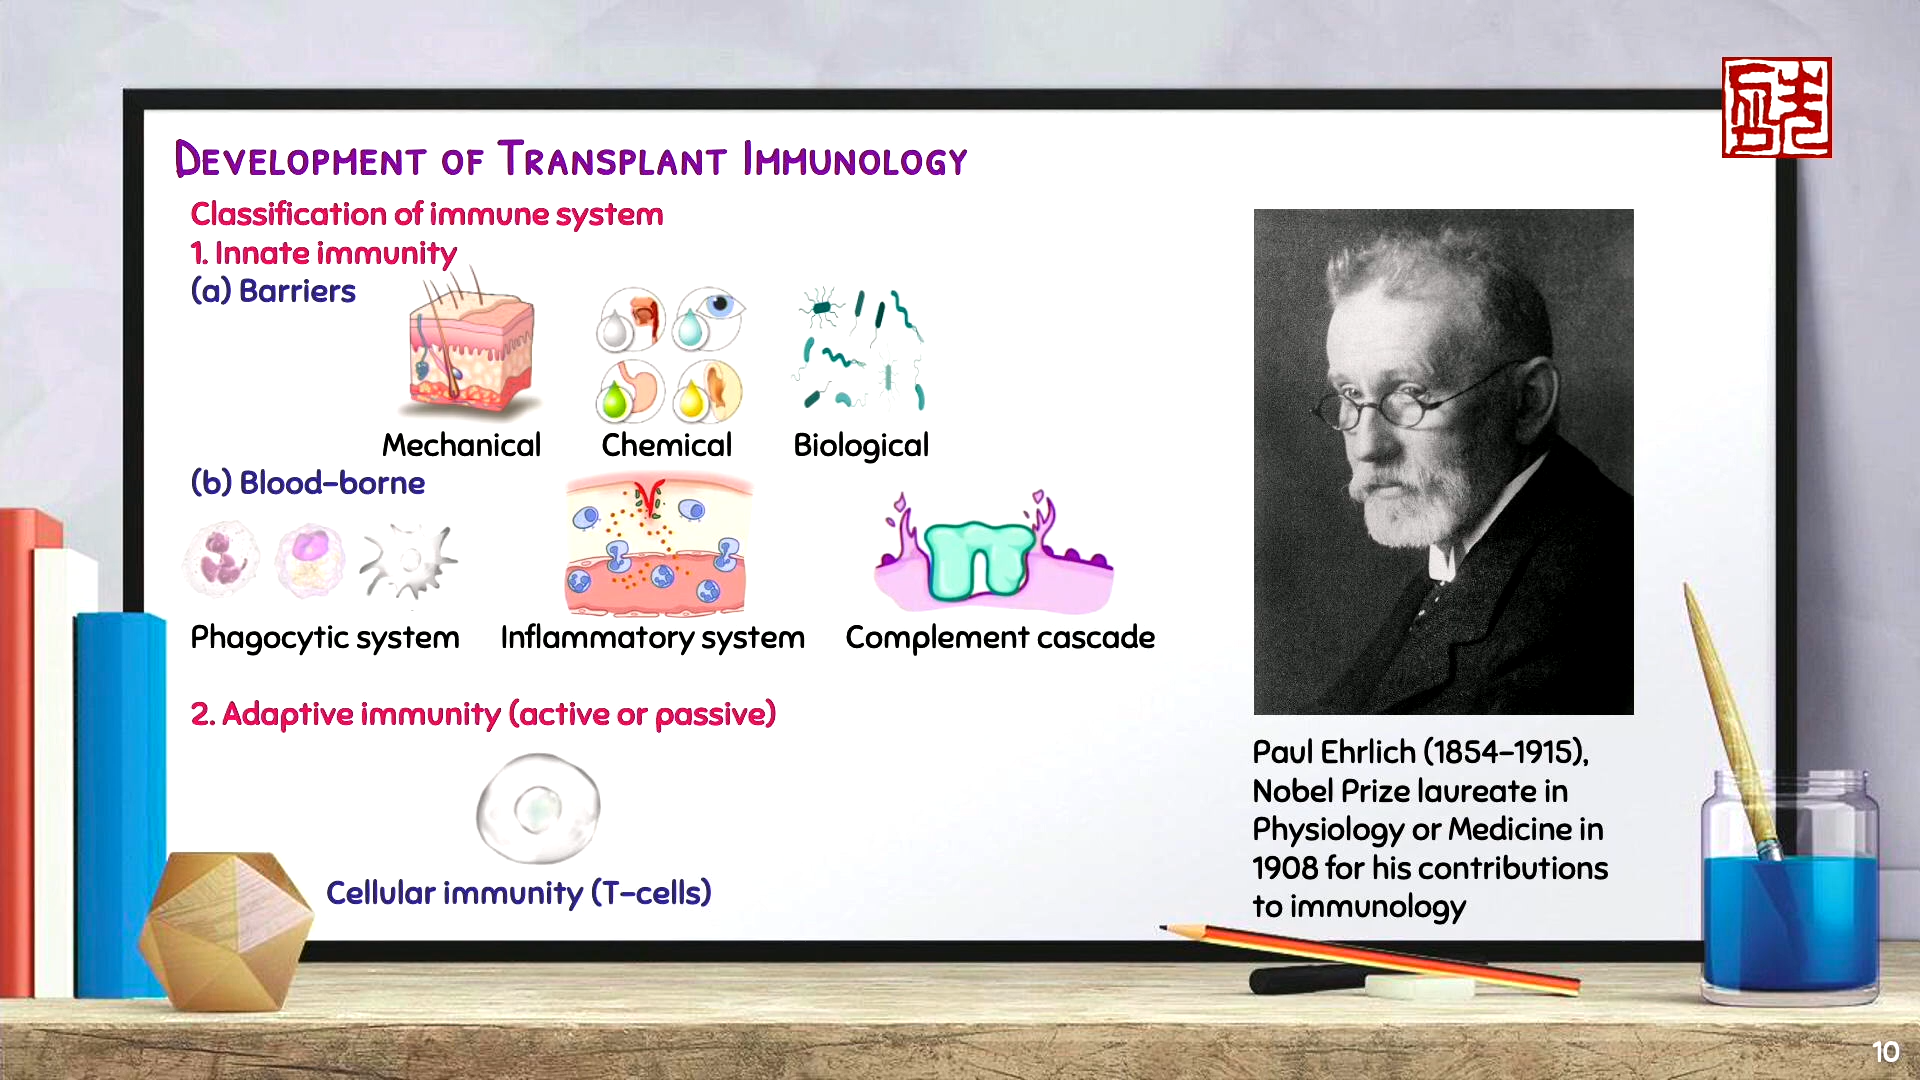 Development of Transplant Immunology
Classification of immune system
1. Innate immunity
(a) Barriers
Mechanical
Chemical
Biological
(b) Blood-borne
Phagocytic system
Inflammatory system
Complement cascade
2. Adaptive immunity (active or passive)
Cellular immunity (T-cells)
Paul Ehrlich (1854-1915),
Nobel Prize laureate in
Physiology or Medicine in
1908 for his contributions
to immunology
10